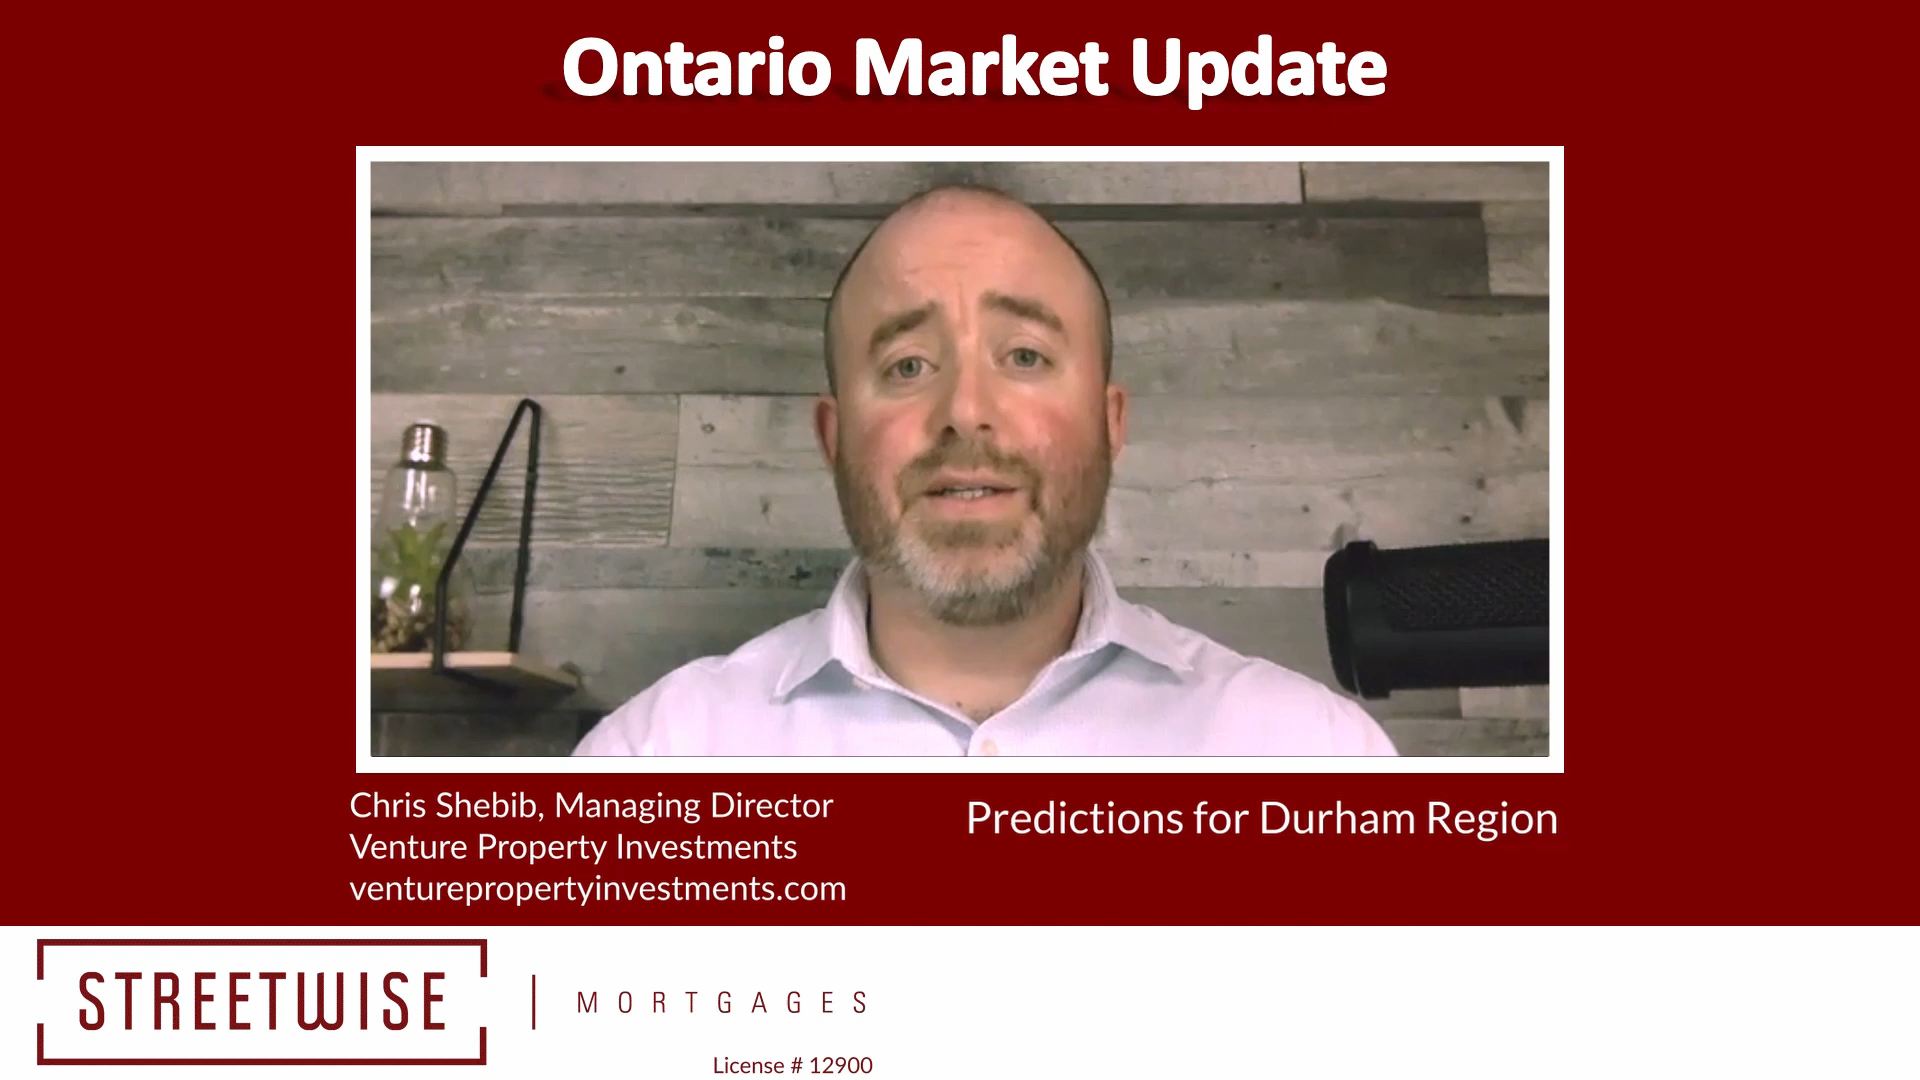 Ontario Market Update
Chris Shebib, Managing Director
Venture Property Investments
venturepropertyinvestments.com
Predictions for Durham Region
STREETWISE
MORTGAGES
License # 12900